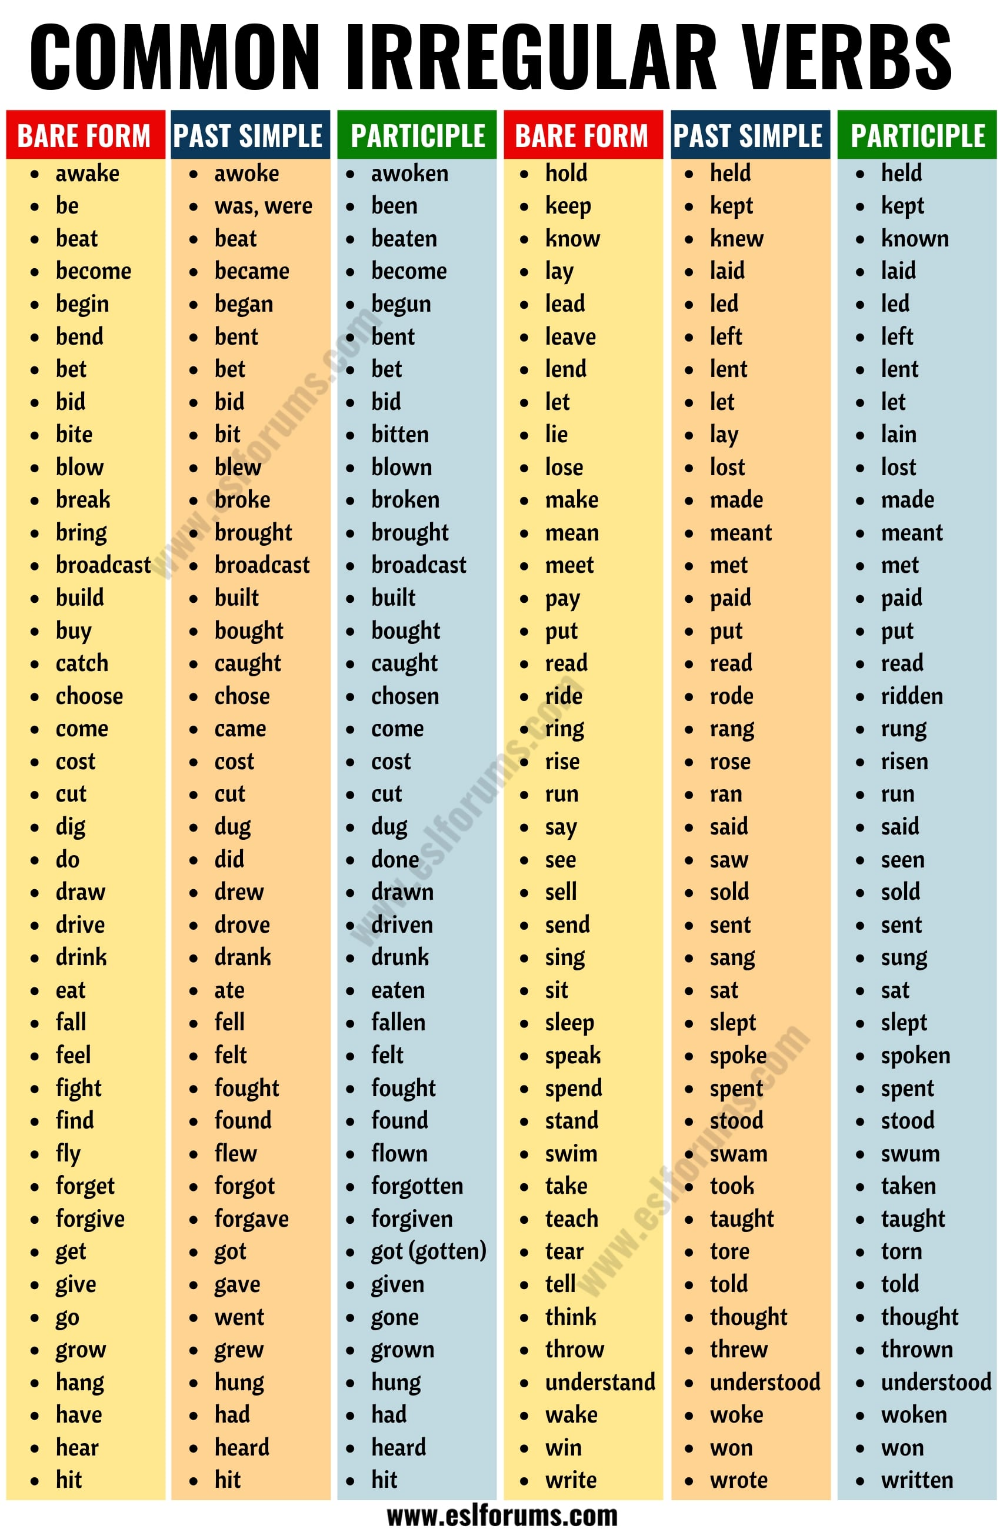 COMMON IRREGULAR VERBS
BARE FORM PAST SIMPLE PARTICIPLE BARE FORM PAST SIMPLE PARTICIPLE
• awake • awoke • awoken • hold • held • held
• be • was, were • been • keep • kept • kept
• beat • beat • beaten • know • knew • known
• become • became • become • lay • laid • laid
• begin • began • begun • lead • led • led
• bend • bent • bent • leave • left • left
• bet • bet • bet • lend • lent • lent
• bid • bid • bid • let • let • let
• bite • bit • bitten • lie • lay • lain
• blow • blew • blown • lose • lost • lost
• break • broke • broken • make • made • made
• bring • brought • brought • mean • meant • meant
• broadcast • broadcast • broadcast • meet • met • met
• build • built • built • pay • paid • paid
• buy • bought • bought • put • put • put
• catch • caught • caught • read • read • read
• choose • chose • chosen • ride • rode • ridden
• come • came • come • ring • rang • rung
• cost • cost • cost • rise • rose • risen
• cut • cut • cut • run • ran • run
• dig • dug • dug • say • said • said
• do • did • done • see • saw • seen
• draw • drew • drawn • sell • sold • sold
• drive • drove • driven • send • sent • sent
• drink • drank • drunk • sing • sang • sung
• eat • ate • eaten • sit • sat • sat
• fall • fell • fallen • sleep • slept • slept
• feel • felt • felt • speak • spoke • spoken
• fight • fought • fought • spend • spent • spent
• find • found • found • stand • stood • stood
• fly • flew • flown • swim • swam • swum
• forget • forgot • forgotten • take • took • taken
• forgive • forgave • forgiven • teach • taught • taught
• get • got • got (gotten) • tear • tore • torn
• give • gave • given • tell • told • told
• go • went • gone • think • thought • thought
• grow • grew • grown • throw • threw • thrown
• hang • hung • hung • understand • understood • understood
• have • had • had • wake • woke • woken
• hear • heard • heard • win • won • won
• hit • hit • hit • write • wrote • written
www.eslforums.com
www.eslforums.com
www.eslforums.com
www.eslforums.com